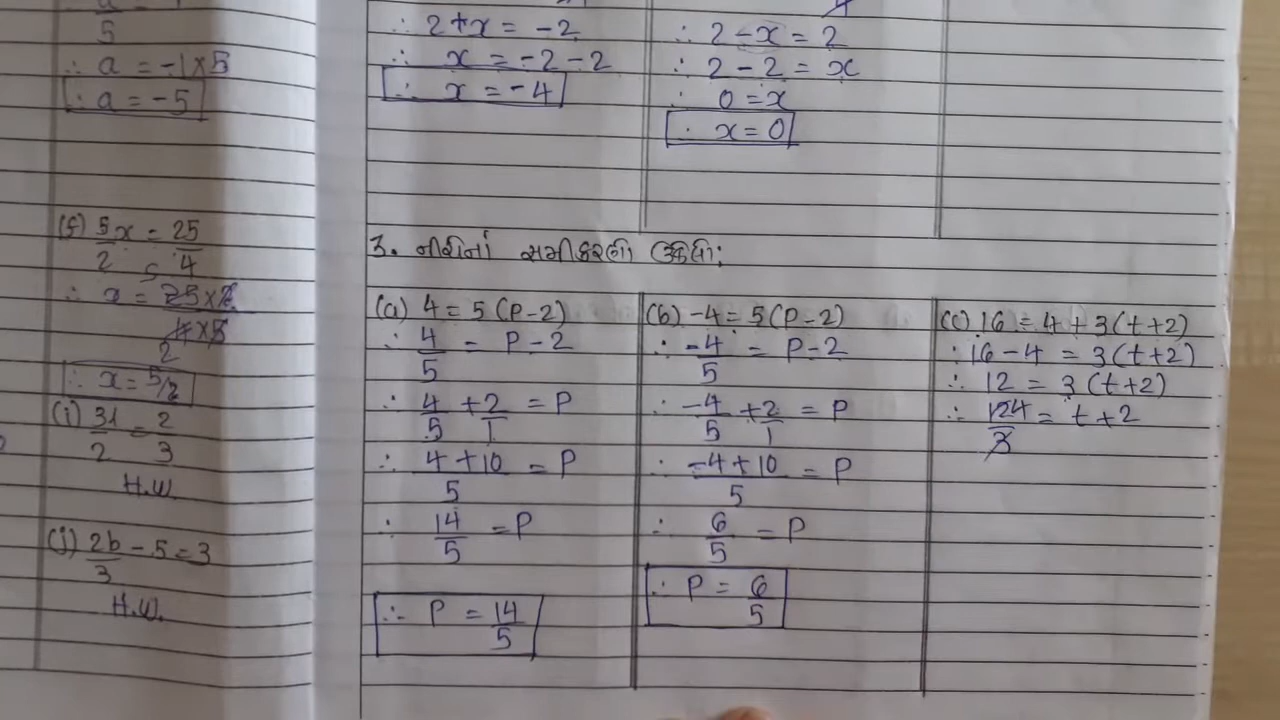 5
∴ a = -1 × 5
∴ a = -5
(f) 5/2 x = 25/4
∴ x = 25 × 2
5
4 × 5
2
∴ x = 5/2
(i) 3l/2 = 2/3
H.W.
(j) 2b/3 - 5 = 3
H.W.
∴ 2 + x = -2
∴ x = -2 - 2
∴ x = -4
∴ 2 - x = 2
∴ 2 - 2 = x
∴ 0 = x
∴ x = 0
3. નીચેનાં સમીકરણો ઉકેલો:
(a) 4 = 5 (P - 2)
∴ 4/5 = P - 2
∴ 4/5 + 2/1 = P
∴ 4 + 10/5 = P
∴ 14/5 = P
∴ P = 14/5
(b) -4 = 5 (P - 2)
∴ -4/5 = P - 2
∴ -4/5 + 2/1 = P
∴ -4 + 10/5 = P
∴ 6/5 = P
∴ P = 6/5
(c) 16 = 4 + 3 (t + 2)
∴ 16 - 4 = 3 (t + 2)
∴ 12 = 3 (t + 2)
∴ 12 4/3 = t + 2